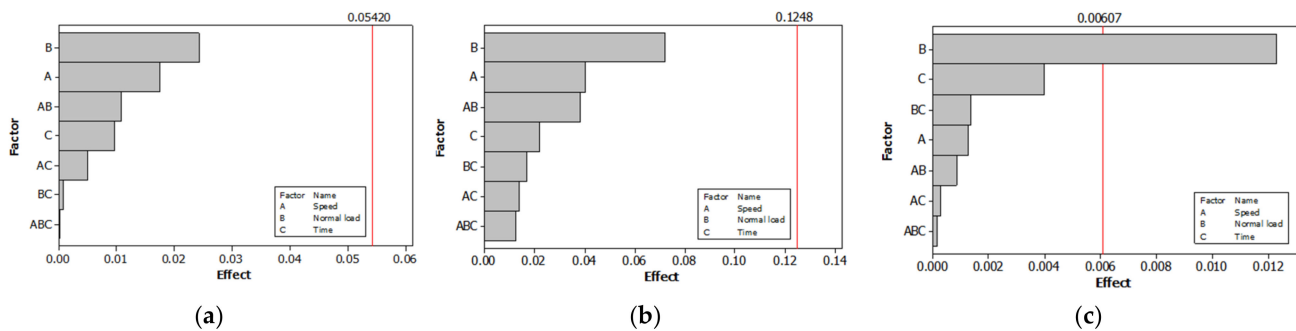 0.05420
Factor
B
A
AB
C
AC
BC
ABC
Factor Name
A Speed
B Normal load
C Time
0.00 0.01 0.02 0.03 0.04 0.05 0.06
Effect
(a)
0.1248
Factor
B
A
AB
C
BC
AC
ABC
Factor Name
A Speed
B Normal load
C Time
0.00 0.02 0.04 0.06 0.08 0.10 0.12 0.14
Effect
(b)
0.00607
Factor
B
C
BC
A
AB
AC
ABC
Factor Name
A Speed
B Normal load
C Time
0.000 0.002 0.004 0.006 0.008 0.010 0.012
Effect
(c)